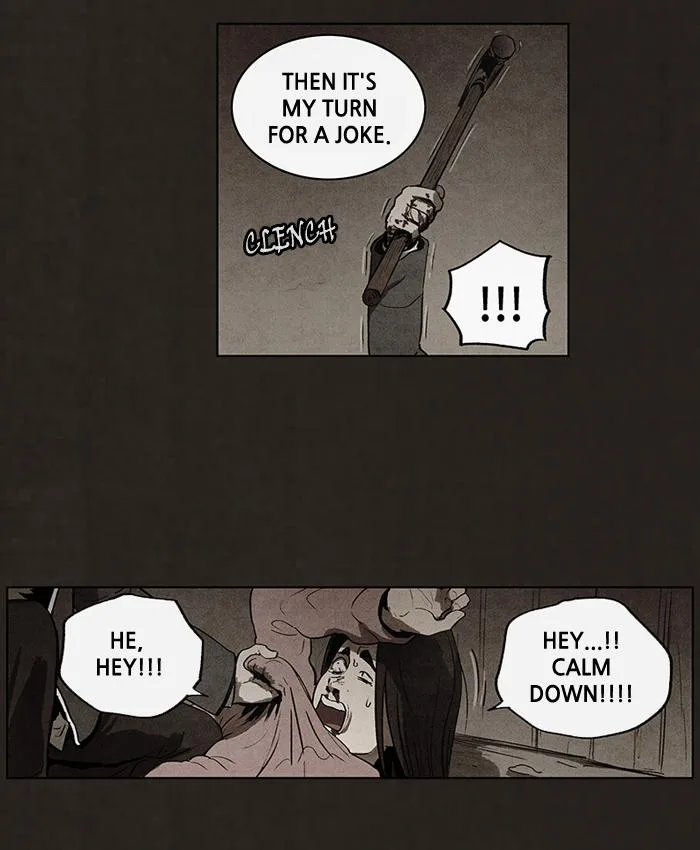 THEN IT'S
MY TURN
FOR A JOKE.
CLENCH
!!!
HE,
HEY!!!
HEY...!!
CALM
DOWN!!!!